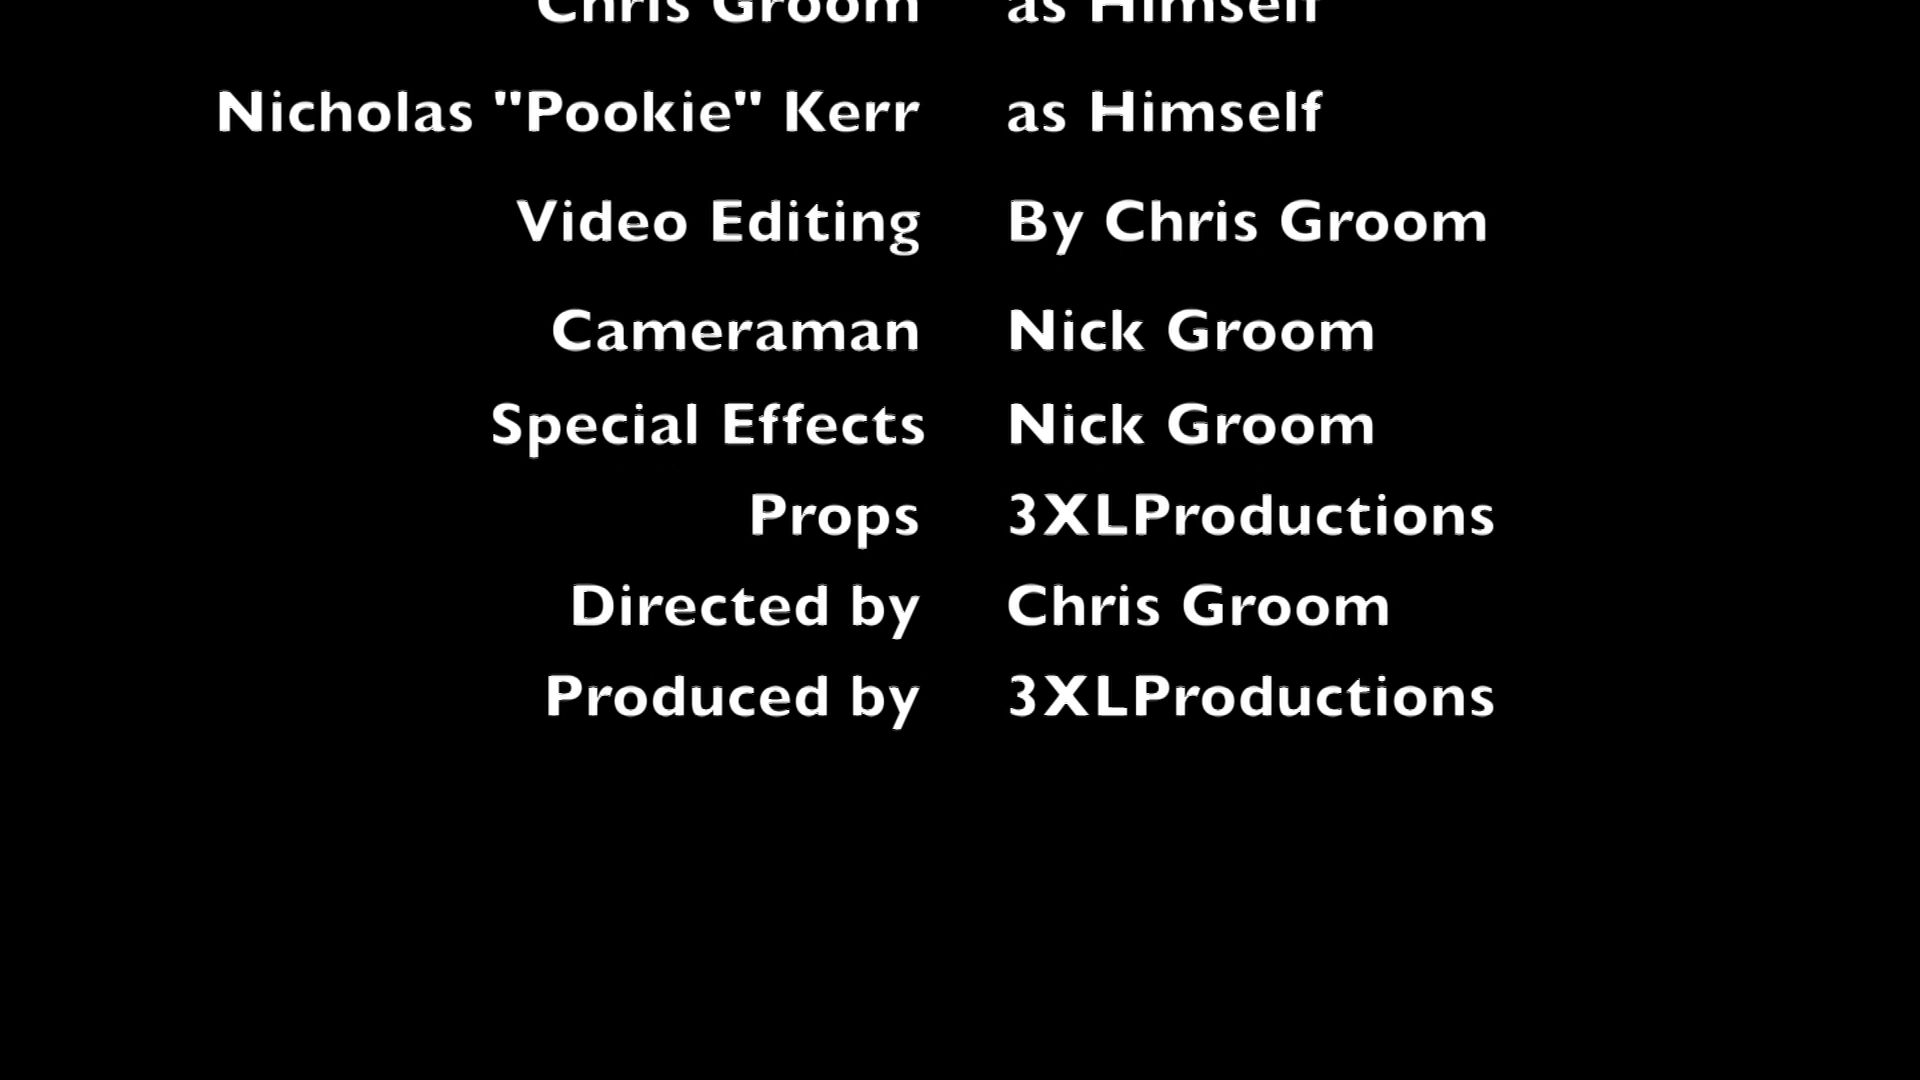 Chris Groom as Himself
Nicholas "Pookie" Kerr as Himself
Video Editing By Chris Groom
Cameraman Nick Groom
Special Effects Nick Groom
Props 3XLProductions
Directed by Chris Groom
Produced by 3XLProductions